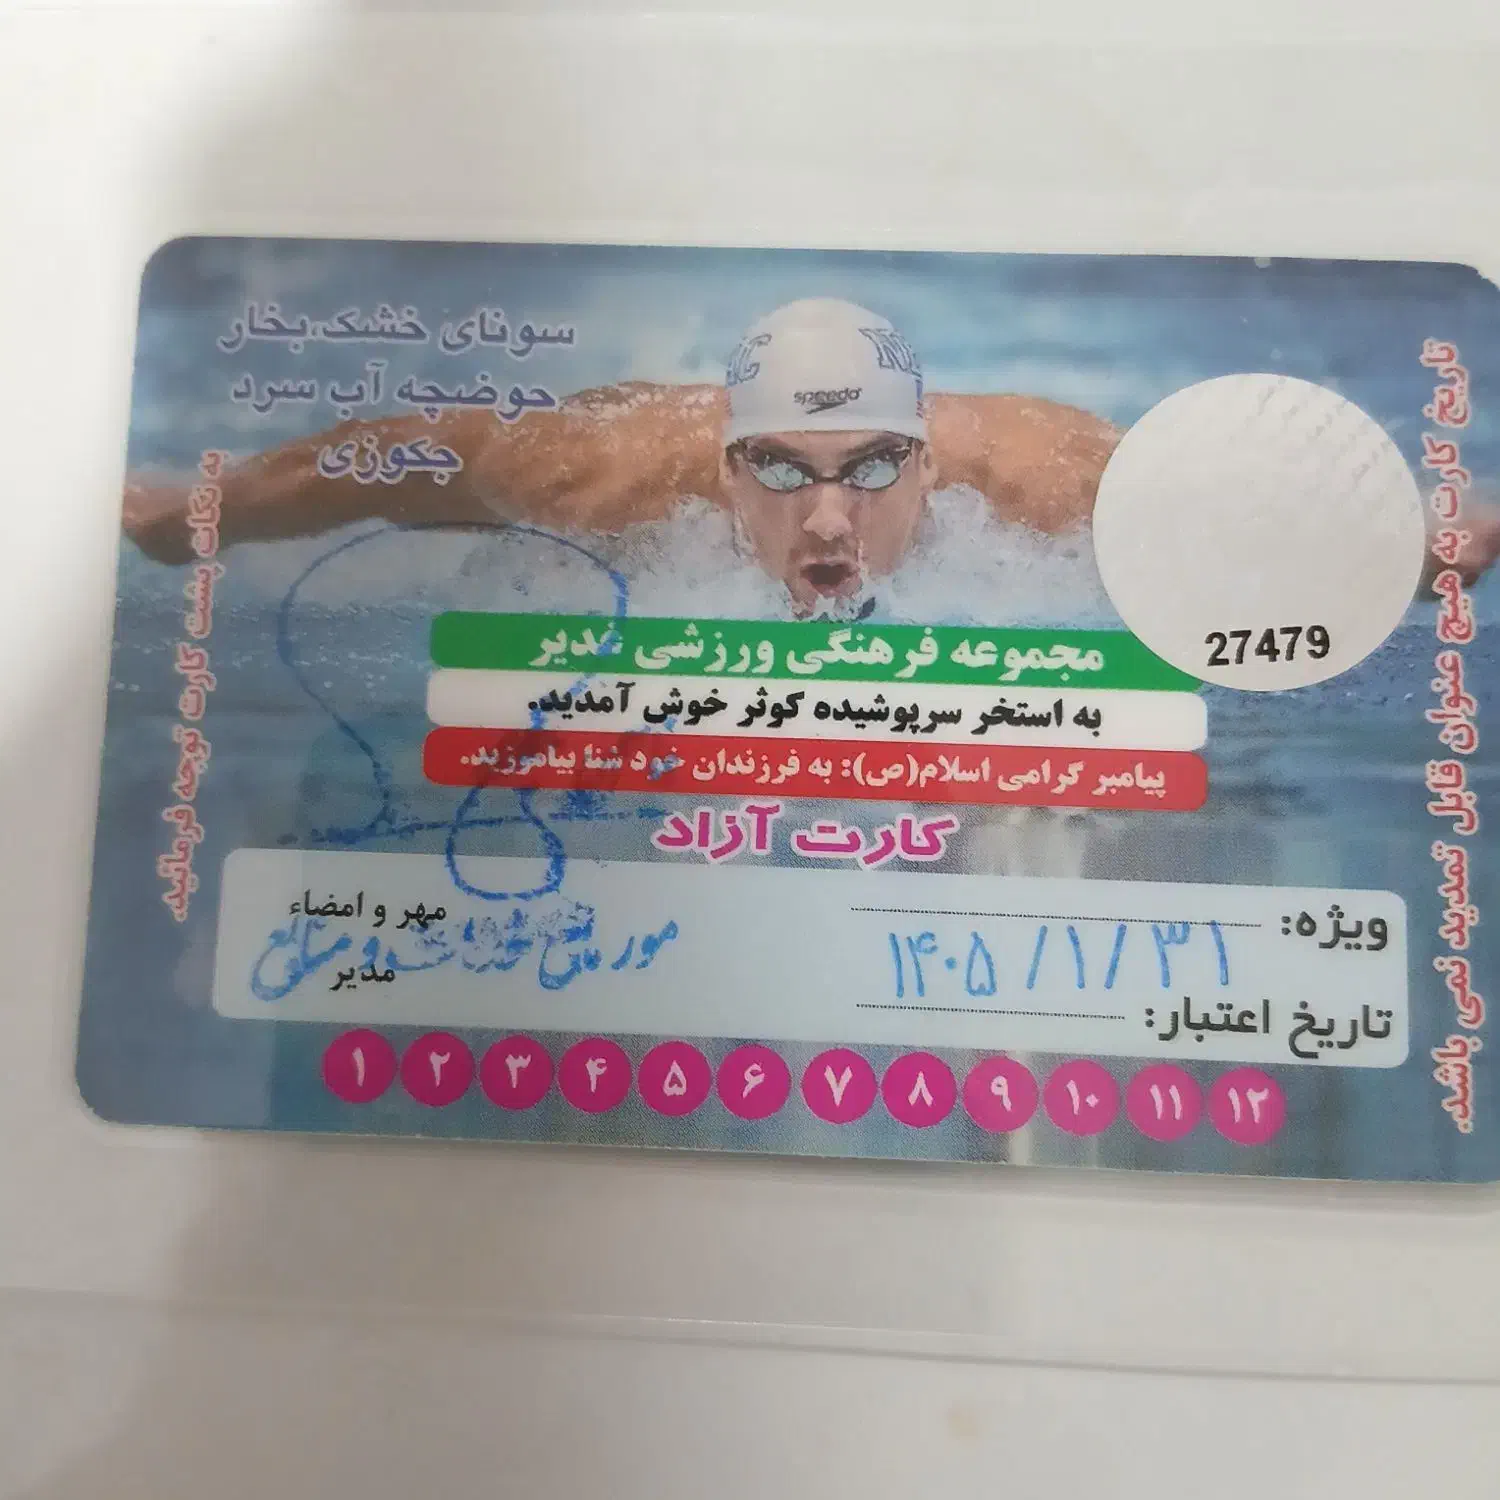 سونای خشک،بخار
حوضچه آب سرد
جکوزی
speedo
27479
مجموعه فرهنگی ورزشی غدیر
به استخر سرپوشیده کوثر خوش آمدید.
پیامبر گرامی اسلام(ص): به فرزندان خود شنا بیاموزید.
کارت آزاد
ویژه:
۱۴۰۵/۱/۳۱
تاریخ اعتبار:
مهر و امضاء
مدیر
۱ ۲ ۳ ۴ ۵ ۶ ۷ ۸ ۹ ۱۰ ۱۱ ۱۲
تاریخ کارت به هیچ عنوان قابل تمدید نمی باشد.
به نکات پشت کارت توجه فرمائید.